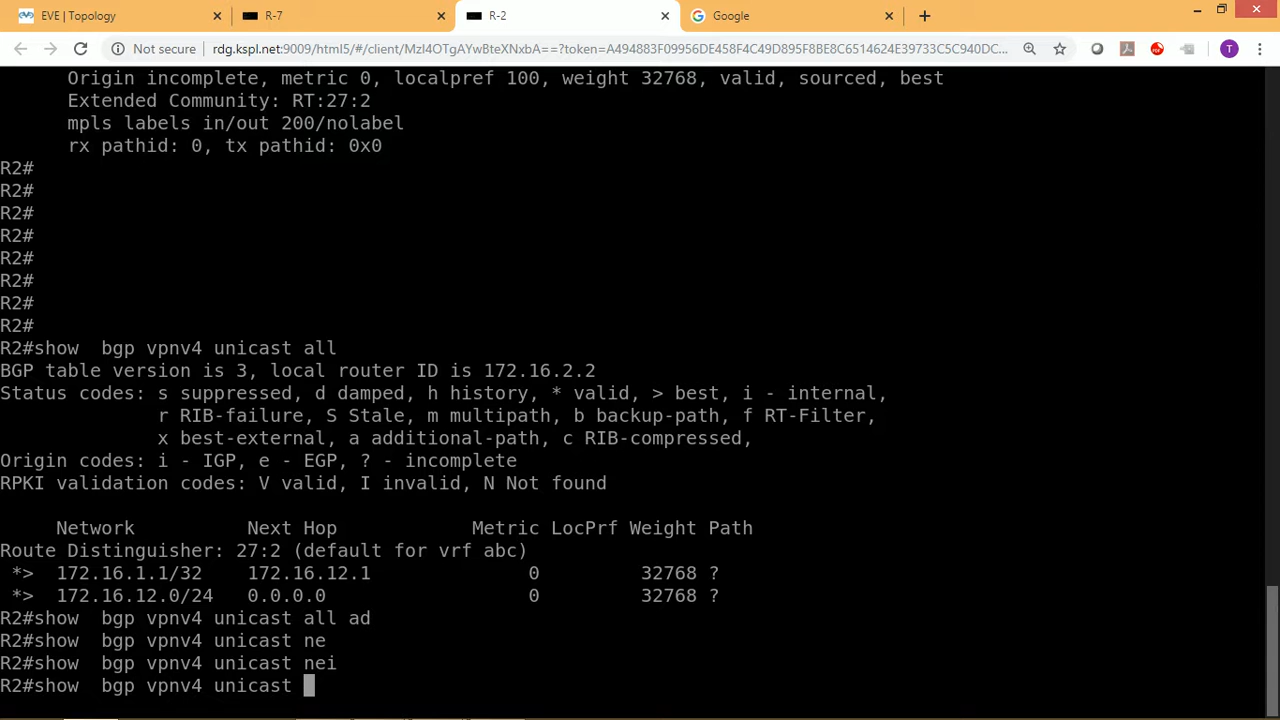 EVE | Topology
R-7
R-2
Google
Not secure
rdg.kspl.net:9009/html5/#/client/MzI4OTgAYwBteXNxbA==?token=A494883F09956DE458F4C49D895F8BE8C6514624E39733C5C940DC...
T
Origin incomplete, metric 0, localpref 100, weight 32768, valid, sourced, best
Extended Community: RT:27:2
mpls labels in/out 200/nolabel
rx pathid: 0, tx pathid: 0x0
R2#
R2#
R2#
R2#
R2#
R2#
R2#
R2#
R2#show  bgp vpnv4 unicast all
BGP table version is 3, local router ID is 172.16.2.2
Status codes: s suppressed, d damped, h history, * valid, > best, i - internal,
r RIB-failure, S Stale, m multipath, b backup-path, f RT-Filter,
x best-external, a additional-path, c RIB-compressed,
Origin codes: i - IGP, e - EGP, ? - incomplete
RPKI validation codes: V valid, I invalid, N Not found
Network          Next Hop            Metric LocPrf Weight Path
Route Distinguisher: 27:2 (default for vrf abc)
*>  172.16.1.1/32    172.16.12.1              0         32768 ?
*>  172.16.12.0/24   0.0.0.0                  0         32768 ?
R2#show  bgp vpnv4 unicast all ad
R2#show  bgp vpnv4 unicast ne
R2#show  bgp vpnv4 unicast nei
R2#show  bgp vpnv4 unicast